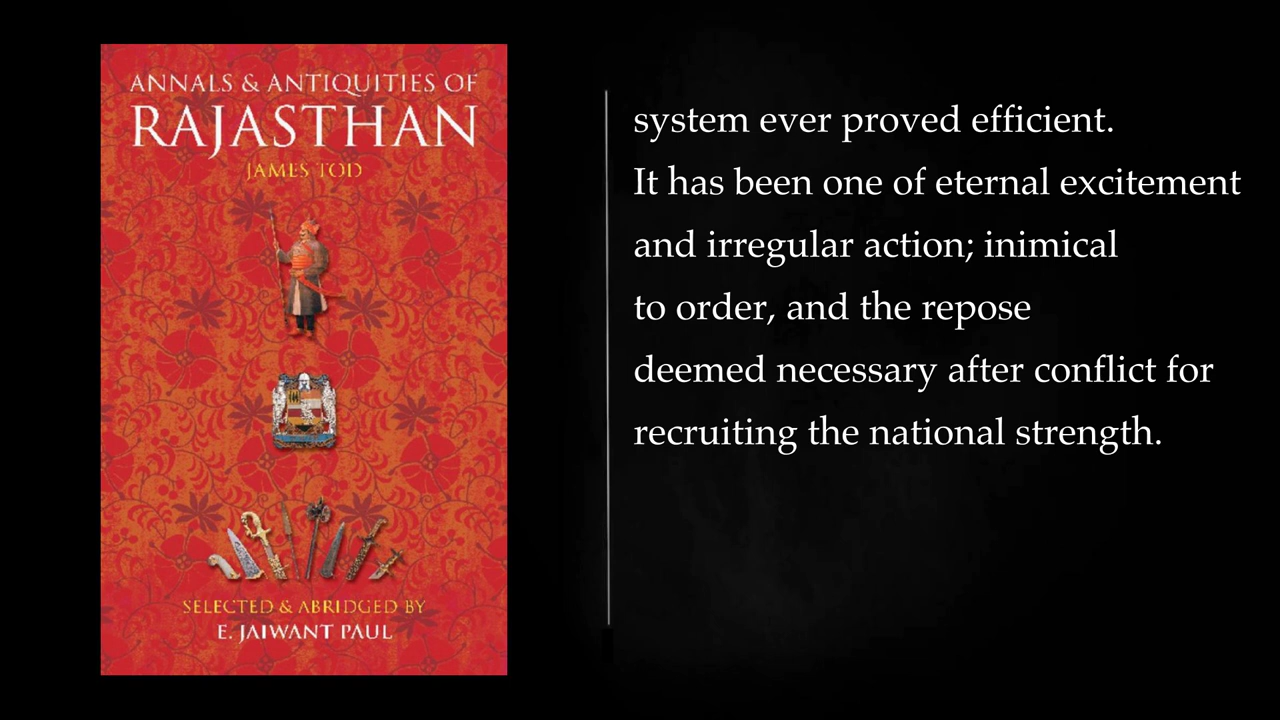 ANNALS & ANTIQUITIES OF
RAJASTHAN
JAMES TOD
SELECTED & ABRIDGED BY
E. JAIWANT PAUL
system ever proved efficient.
It has been one of eternal excitement
and irregular action; inimical
to order, and the repose
deemed necessary after conflict for
recruiting the national strength.